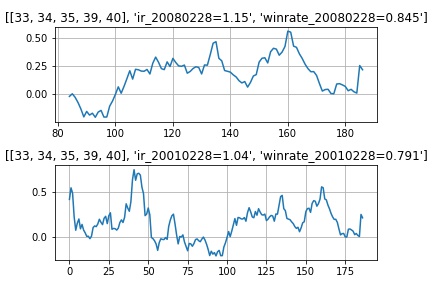 [[33, 34, 35, 39, 40], 'ir_20080228=1.15', 'winrate_20080228=0.845']
0.50
0.25
0.00
80 100 120 140 160 180
[[33, 34, 35, 39, 40], 'ir_20010228=1.04', 'winrate_20010228=0.791']
0.5
0.0
0 25 50 75 100 125 150 175